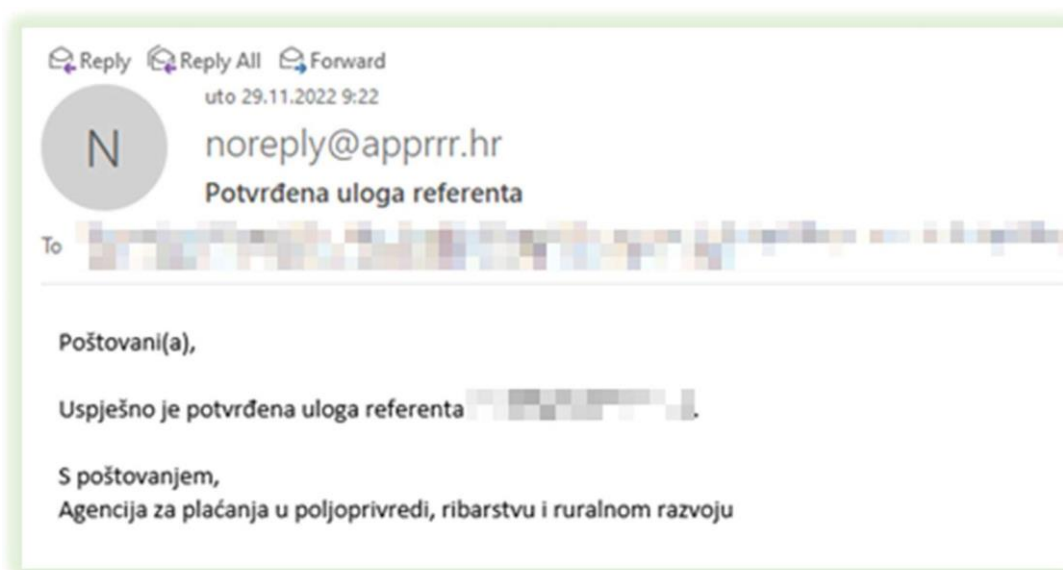 Reply Reply All Forward
uto 29.11.2022 9:22
N
noreply@apprrr.hr
Potvrđena uloga referenta
To
Poštovani(a),
Uspješno je potvrđena uloga referenta .
S poštovanjem,
Agencija za plaćanja u poljoprivredi, ribarstvu i ruralnom razvoju